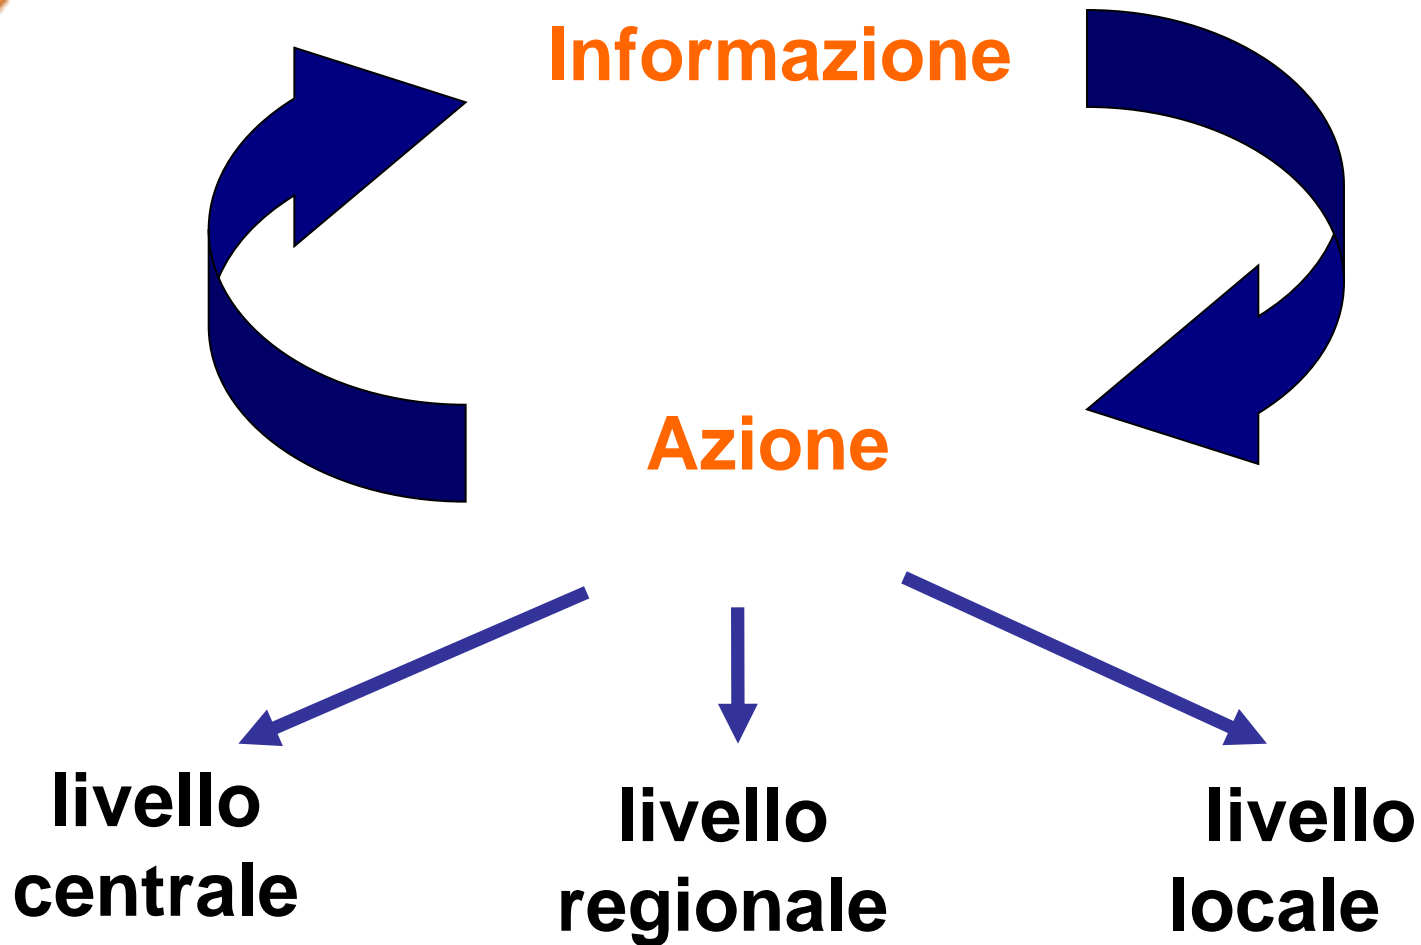 Informazione
Azione
livello
centrale
livello
regionale
livello
locale